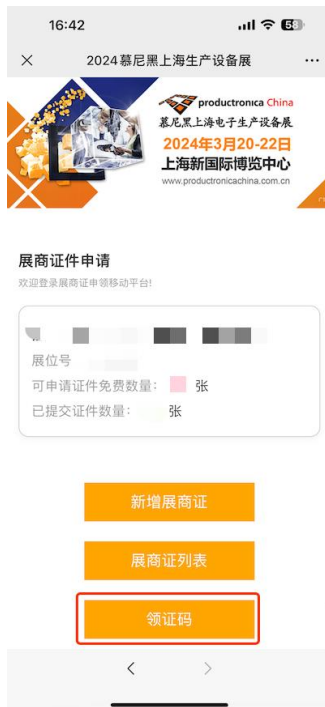 16:42
53
2024慕尼黑上海生产设备展
productronica China
慕尼黑上海电子生产设备展
2024年3月20-22日
上海新国际博览中心
www.productronicachina.com.cn
展商证件申请
欢迎登录展商证申领移动平台!
展位号
可申请证件免费数量： 张
已提交证件数量： 张
新增展商证
展商证列表
领证码